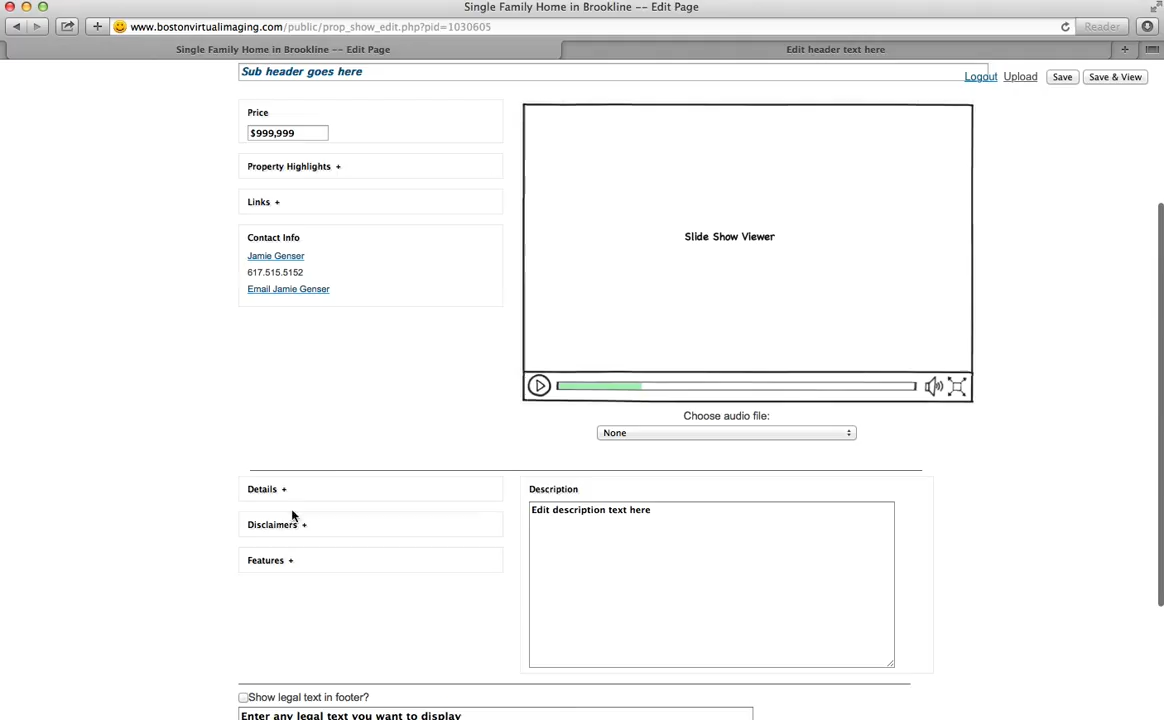 Single Family Home in Brookline -- Edit Page
www.bostonvirtualimaging.com/public/prop_show_edit.php?pid=1030605
Reader
Single Family Home in Brookline -- Edit Page
Edit header text here
Sub header goes here
Logout Upload Save Save & View
Price
$999,999
Property Highlights +
Links +
Contact Info
Jamie Genser
617.515.5152
Email Jamie Genser
Slide Show Viewer
Choose audio file:
None
Details +
Disclaimers +
Features +
Description
Edit description text here
Show legal text in footer?
Enter any legal text you want to display